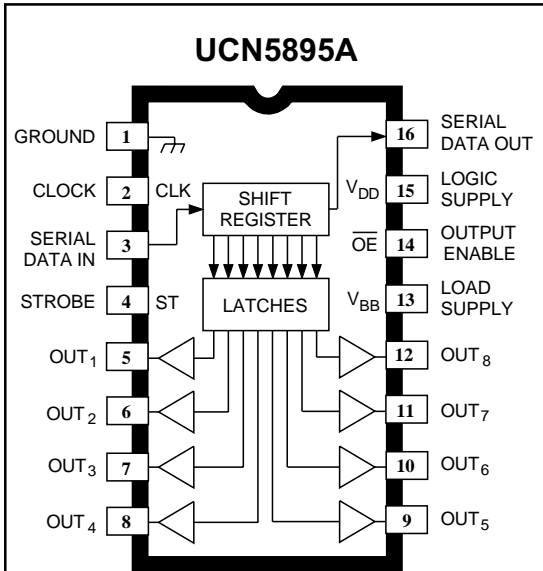 UCN5895A
GROUND 1
CLOCK 2 CLK
SERIAL
DATA IN 3
STROBE 4 ST
OUT1 5
OUT2 6
OUT3 7
OUT4 8
SHIFT
REGISTER
LATCHES
16 SERIAL
DATA OUT
VDD 15 LOGIC
SUPPLY
OE 14 OUTPUT
ENABLE
VBB 13 LOAD
SUPPLY
12 OUT8
11 OUT7
10 OUT6
9 OUT5